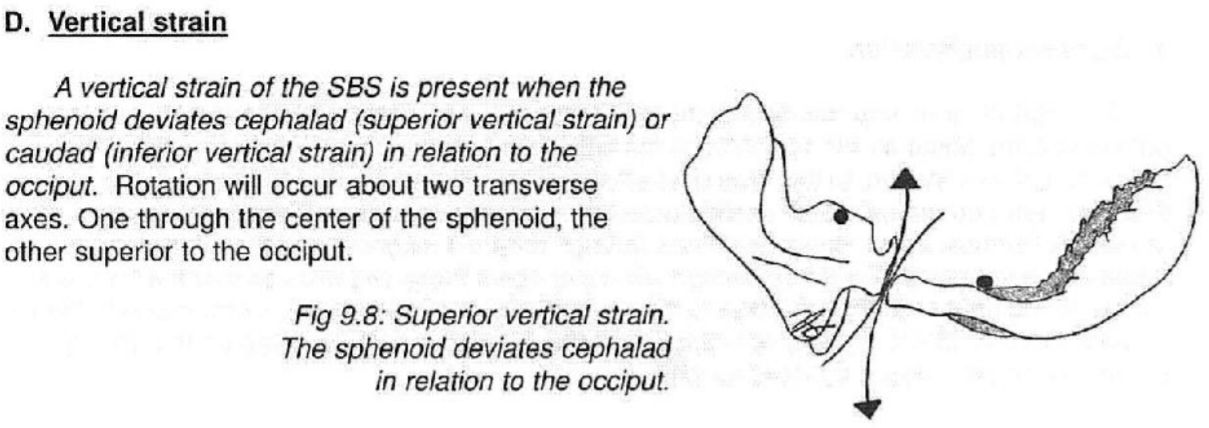 D. Vertical strain
A vertical strain of the SBS is present when the
sphenoid deviates cephalad (superior vertical strain) or
caudad (inferior vertical strain) in relation to the
occiput. Rotation will occur about two transverse
axes. One through the center of the sphenoid, the
other superior to the occiput.
Fig 9.8: Superior vertical strain.
The sphenoid deviates cephalad
in relation to the occiput.